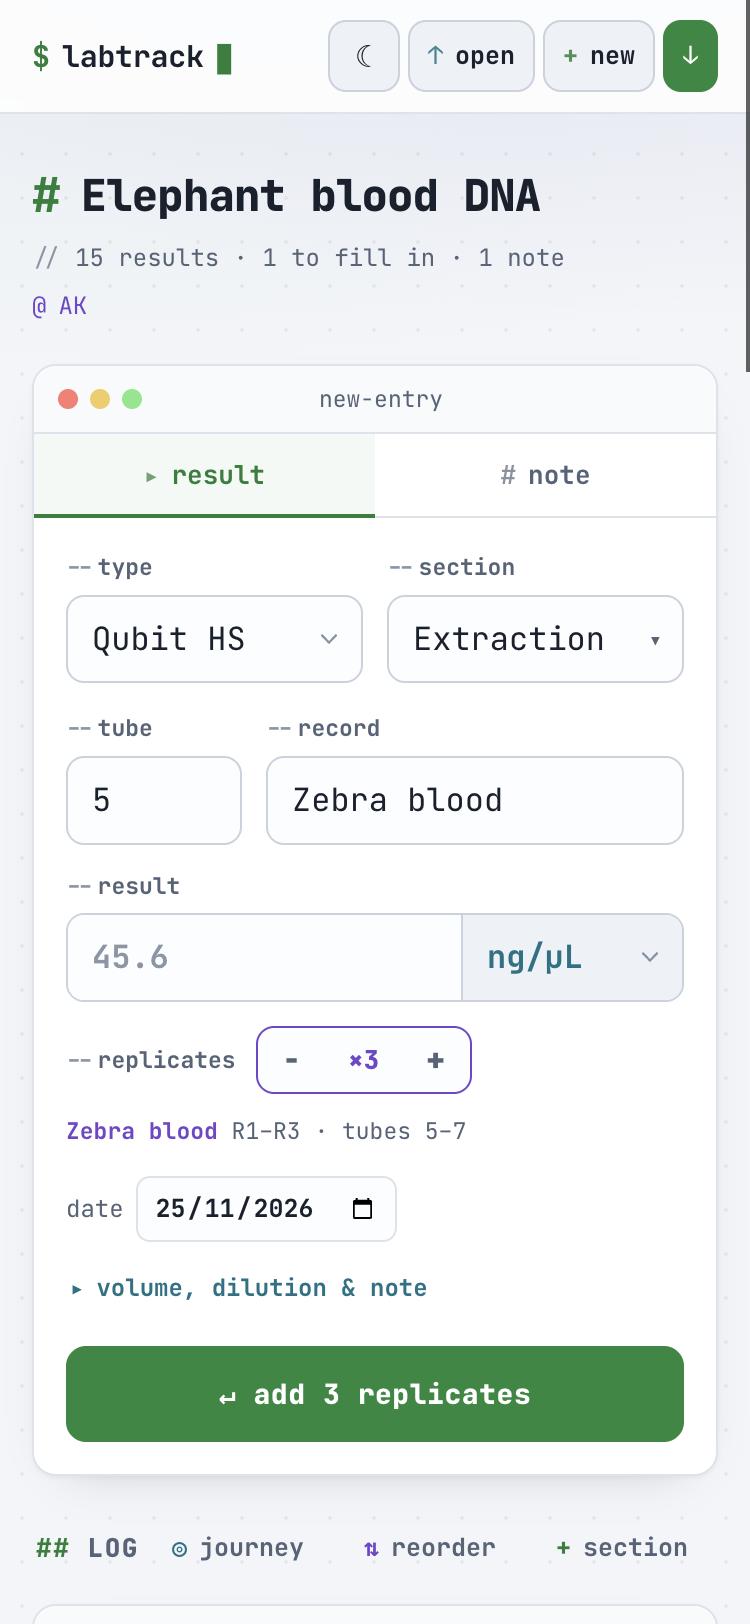 $ labtrack
☾
↑ open
+ new
↓
# Elephant blood DNA
// 15 results · 1 to fill in · 1 note
@ AK
new-entry
▸ result
# note
-- type
-- section
Qubit HS
Extraction ▾
-- tube
-- record
5
Zebra blood
-- result
45.6
ng/µL
-- replicates
-
×3
+
Zebra blood R1–R3 · tubes 5–7
date 25/11/2026
▸ volume, dilution & note
↵ add 3 replicates
## LOG
◎ journey
⇅ reorder
+ section